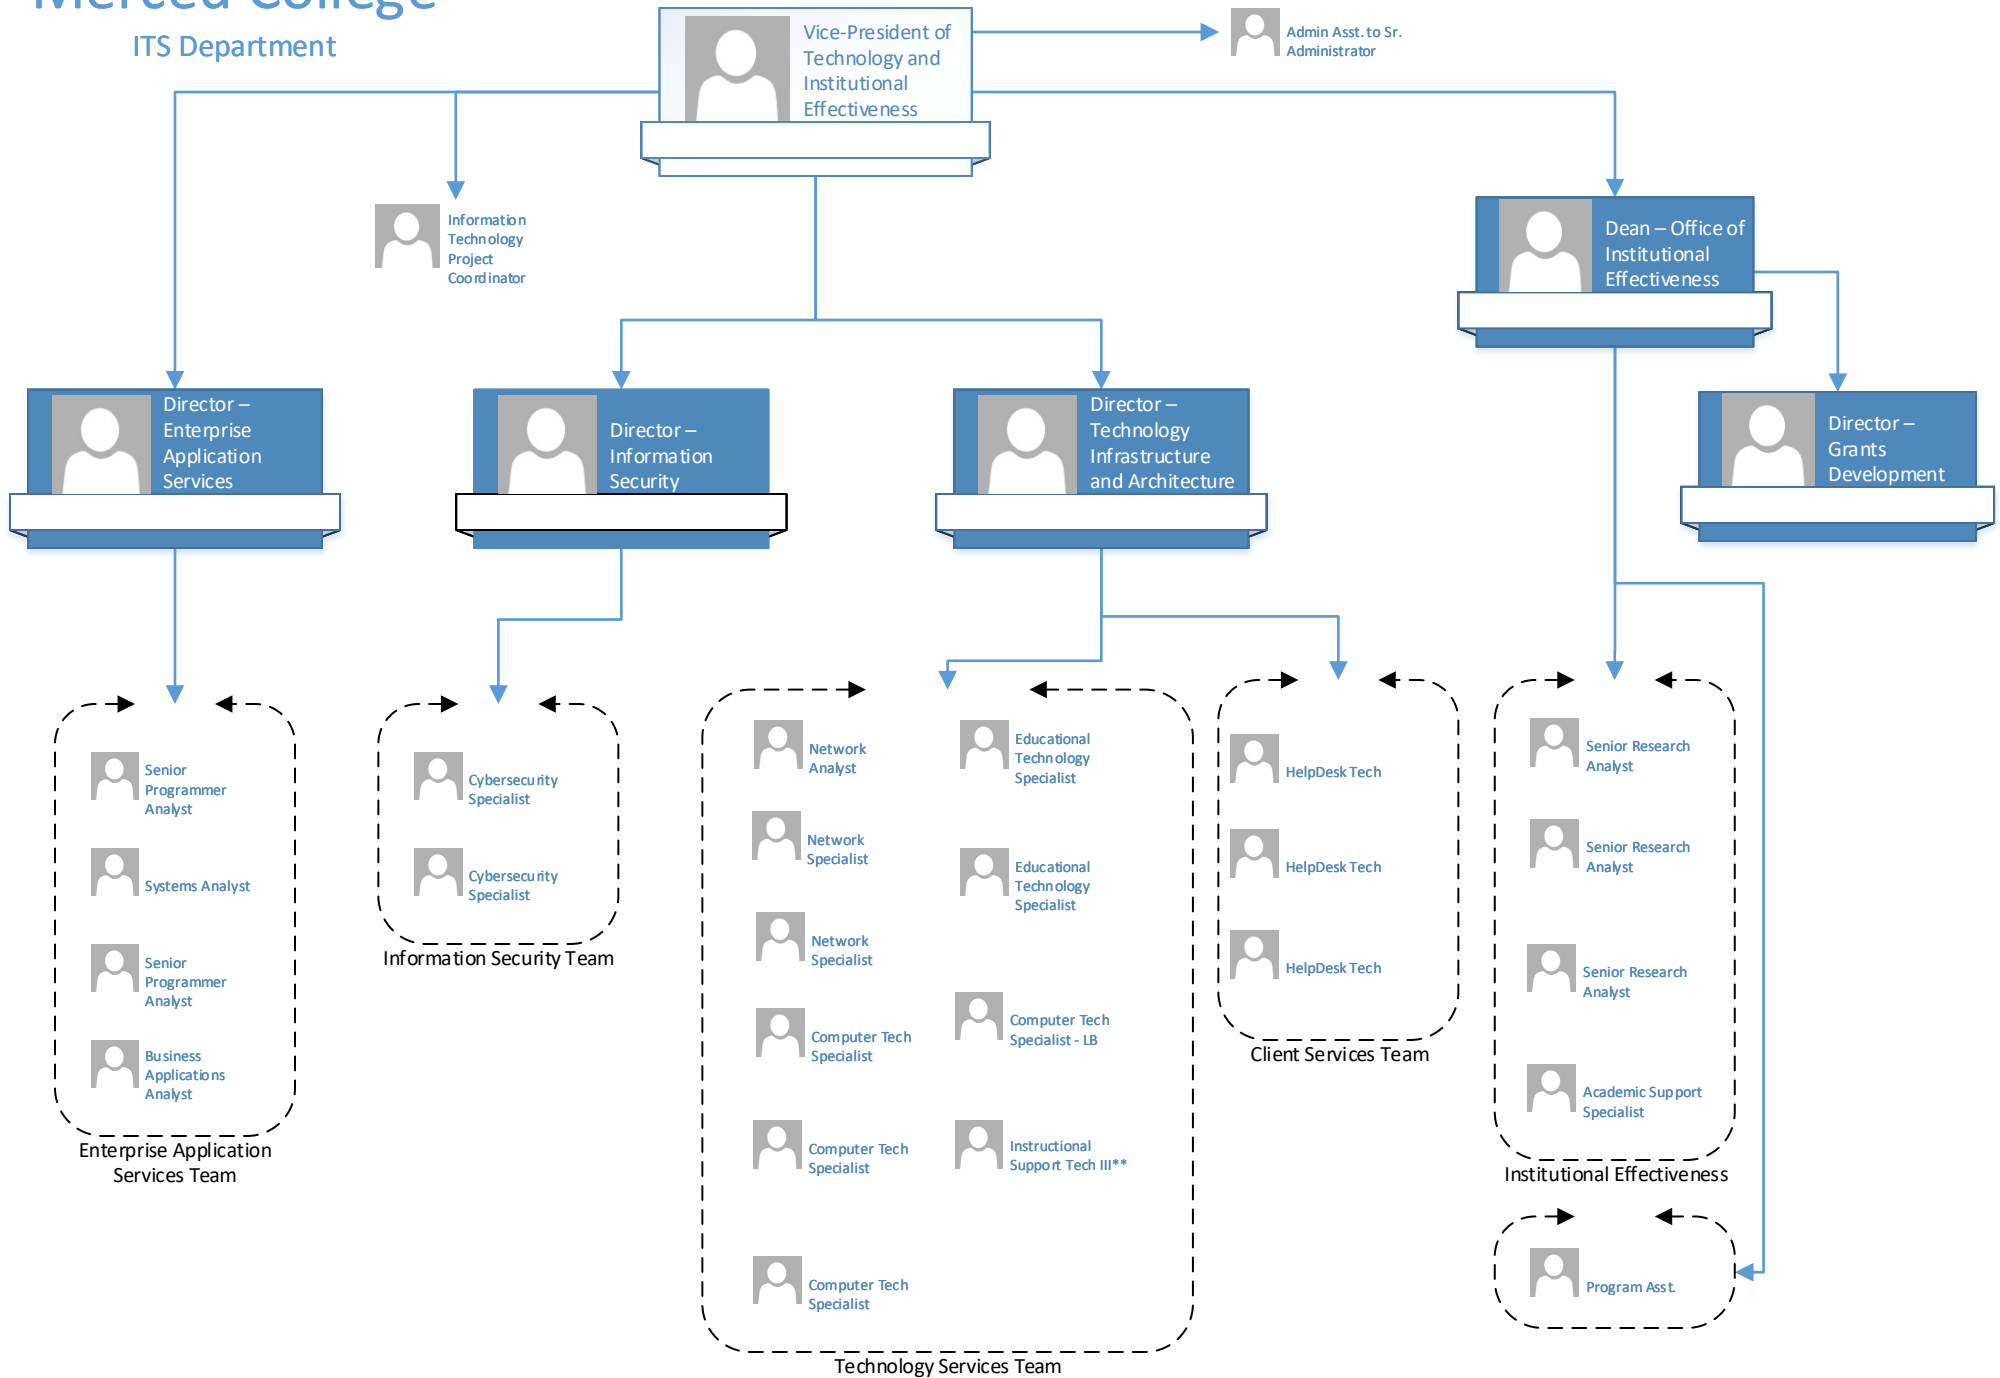 Merced College
ITS Department
Vice-President of
Technology and
Institutional
Effectiveness
Admin Asst. to Sr.
Administrator
Information
Technology
Project
Coordinator
Dean – Office of
Institutional
Effectiveness
Director –
Enterprise
Application
Services
Director –
Information
Security
Director –
Technology
Infrastructure
and Architecture
Director –
Grants
Development
Senior
Programmer
Analyst
Systems Analyst
Senior
Programmer
Analyst
Business
Applications
Analyst
Enterprise Application
Services Team
Cybersecurity
Specialist
Cybersecurity
Specialist
Information Security Team
Network
Analyst
Network
Specialist
Network
Specialist
Computer Tech
Specialist
Computer Tech
Specialist
Computer Tech
Specialist
Educational
Technology
Specialist
Educational
Technology
Specialist
Computer Tech
Specialist - LB
Instructional
Support Tech III**
Technology Services Team
HelpDesk Tech
HelpDesk Tech
HelpDesk Tech
Client Services Team
Senior Research
Analyst
Senior Research
Analyst
Senior Research
Analyst
Academic Support
Specialist
Institutional Effectiveness
Program Asst.